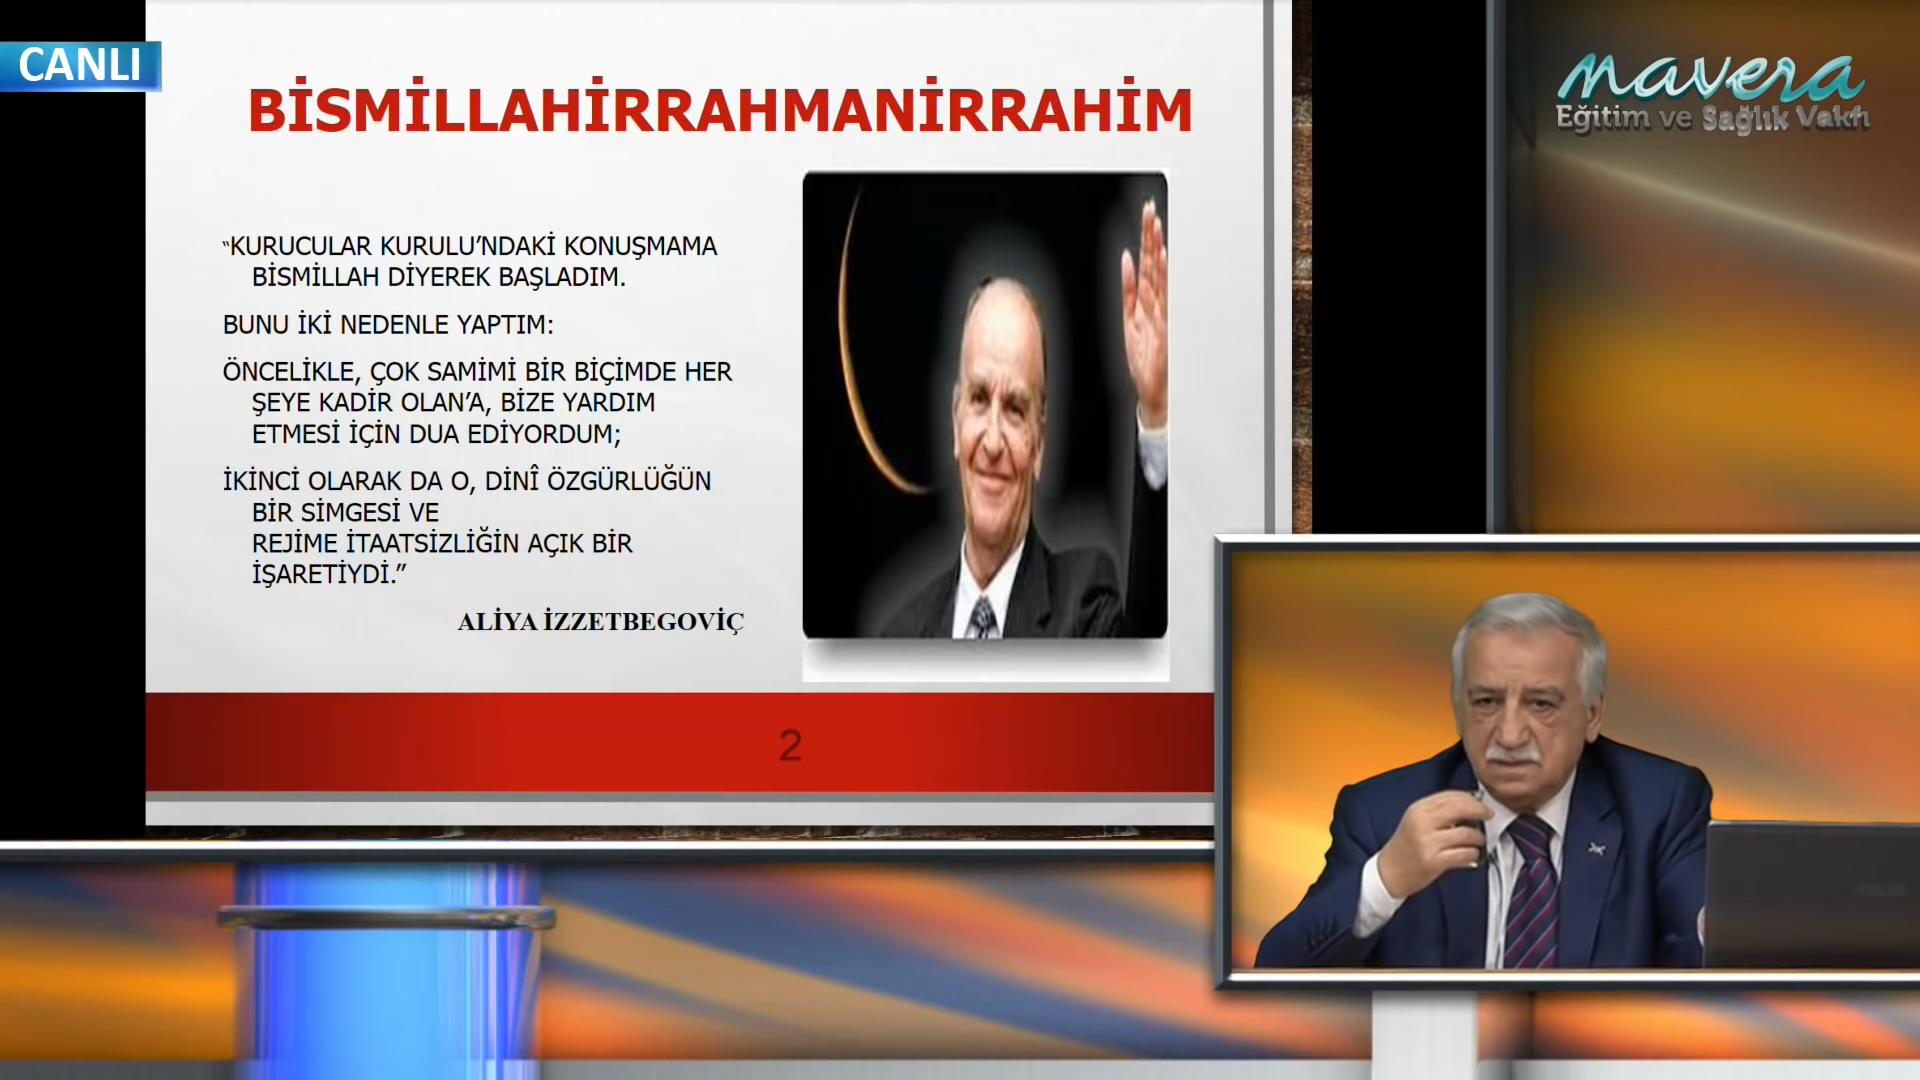 CANLI
mavera
Eğitim ve Sağlık Vakfı
BİSMİLLAHİRRAHMANİRRAHİM
“KURUCULAR KURULU’NDAKİ KONUŞMAMA
BİSMİLLAH DİYEREK BAŞLADIM.
BUNU İKİ NEDENLE YAPTIM:
ÖNCELİKLE, ÇOK SAMİMİ BİR BİÇİMDE HER
ŞEYE KADİR OLAN’A, BİZE YARDIM
ETMESİ İÇİN DUA EDİYORDUM;
İKİNCİ OLARAK DA O, DİNÎ ÖZGÜRLÜĞÜN
BİR SİMGESİ VE
REJİME İTAATSİZLİĞİN AÇIK BİR
İŞARETİYDİ.”
ALİYA İZZETBEGOVİÇ
2